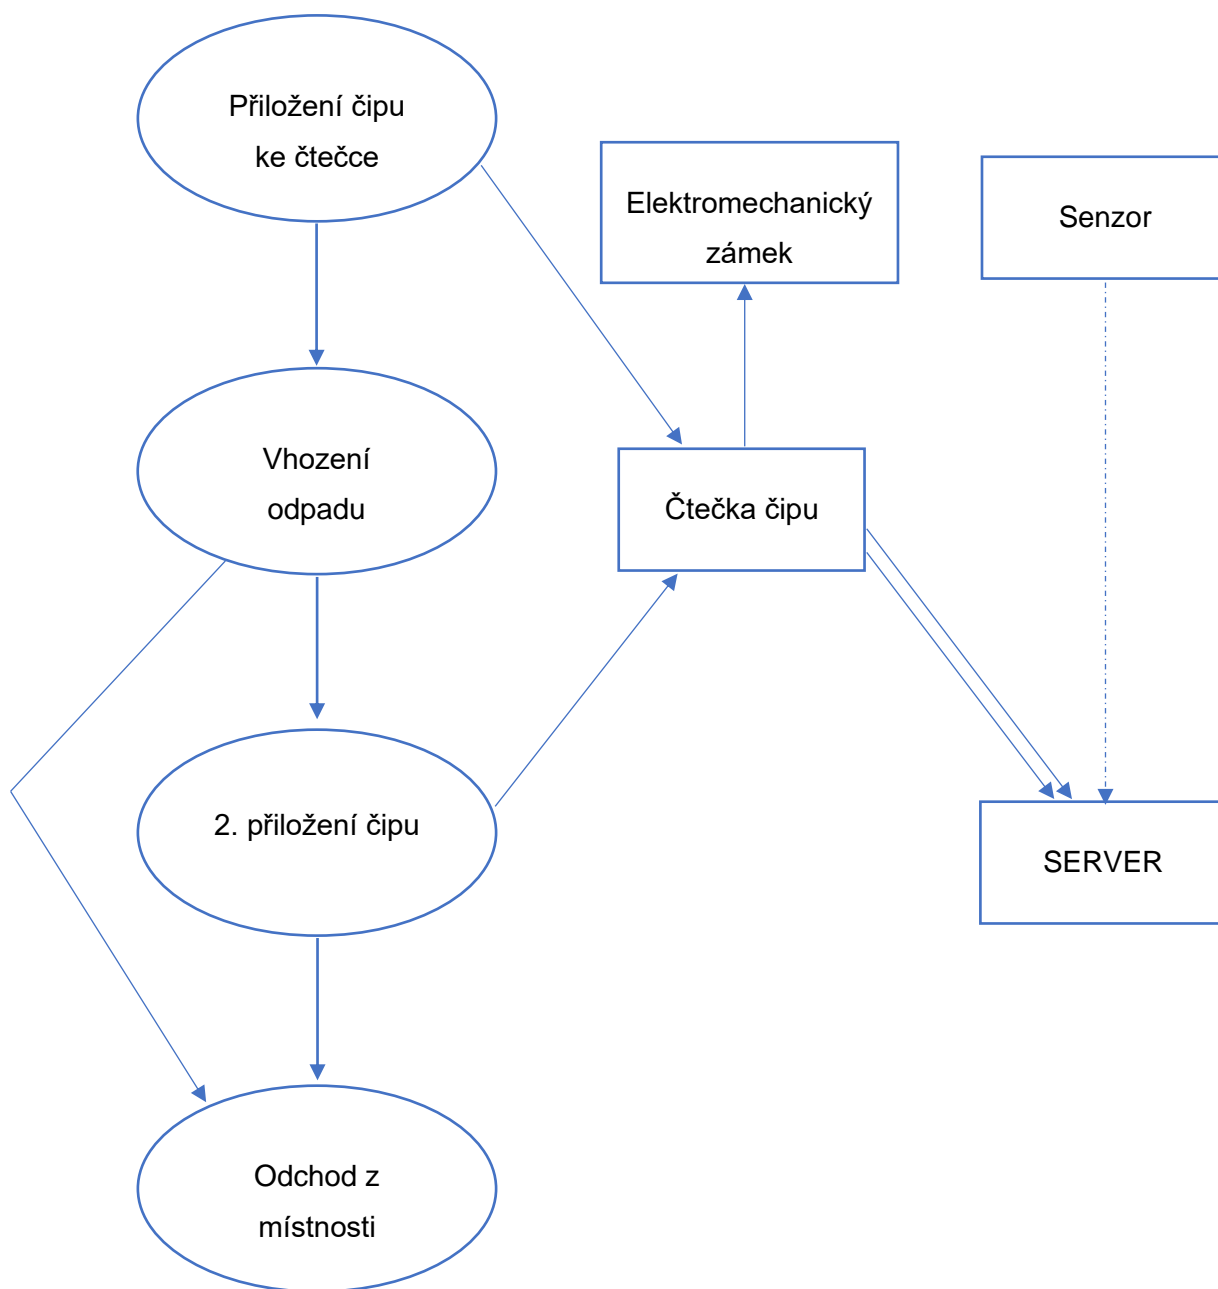 Přiložení čipu
ke čtečce
Elektromechanický
zámek
Senzor
Vhození
odpadu
Čtečka čipu
2. přiložení čipu
SERVER
Odchod z
místnosti